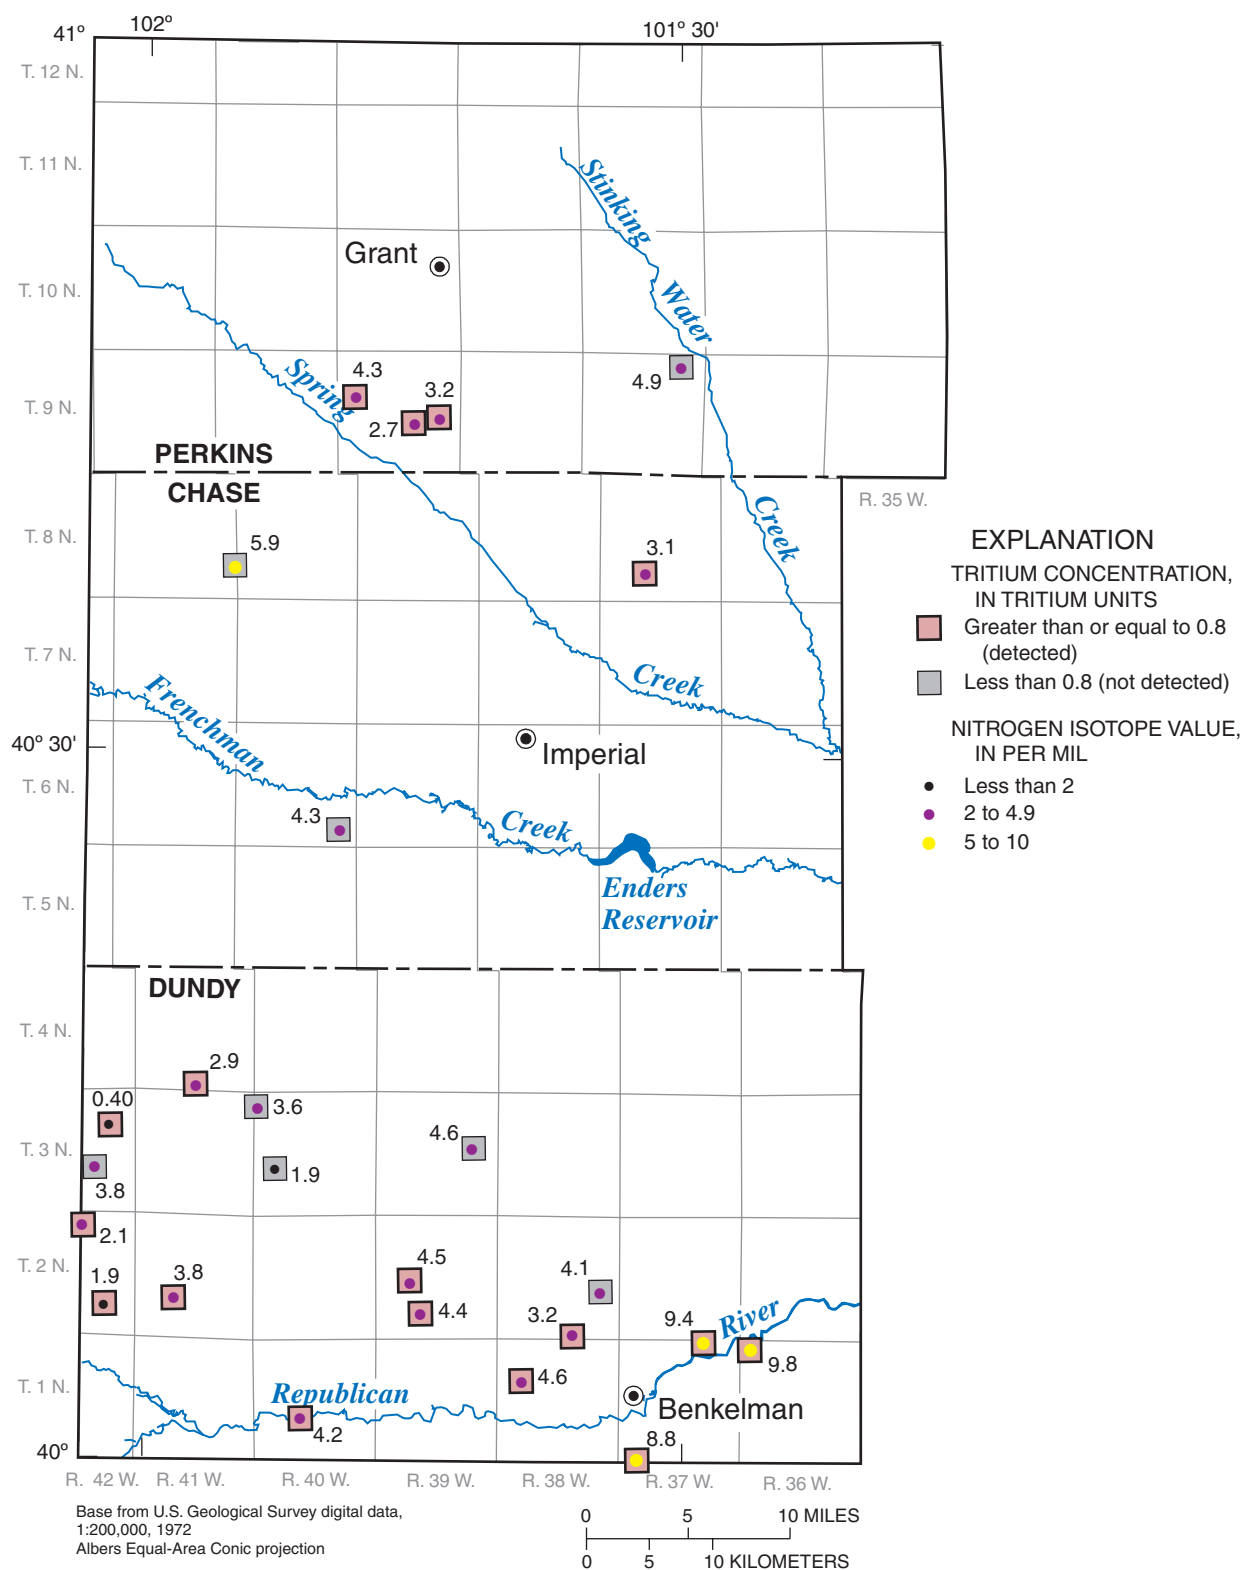 102°
101° 30'
41°
T. 12 N.
T. 11 N.
Stinking
Grant
T. 10 N.
Water
Spring
4.3
3.2
4.9
T. 9 N.
2.7
PERKINS
CHASE
R. 35 W.
Creek
T. 8 N.
5.9
3.1
EXPLANATION
TRITIUM CONCENTRATION,
IN TRITIUM UNITS
Greater than or equal to 0.8
(detected)
Less than 0.8 (not detected)
NITROGEN ISOTOPE VALUE,
IN PER MIL
Less than 2
2 to 4.9
5 to 10
T. 7 N.
Creek
Frenchman
40° 30'
Imperial
T. 6 N.
4.3
Creek
Enders
Reservoir
T. 5 N.
DUNDY
T. 4 N.
2.9
0.40
3.6
4.6
T. 3 N.
1.9
3.8
2.1
4.5
4.1
T. 2 N.
1.9
3.8
4.4
3.2
9.4
River
9.8
4.6
T. 1 N.
Republican
Benkelman
4.2
8.8
40°
R. 42 W.
R. 41 W.
R. 40 W.
R. 39 W.
R. 38 W.
R. 37 W.
R. 36 W.
Base from U.S. Geological Survey digital data,
1:200,000, 1972
Albers Equal-Area Conic projection
0 5 10 MILES
0 5 10 KILOMETERS